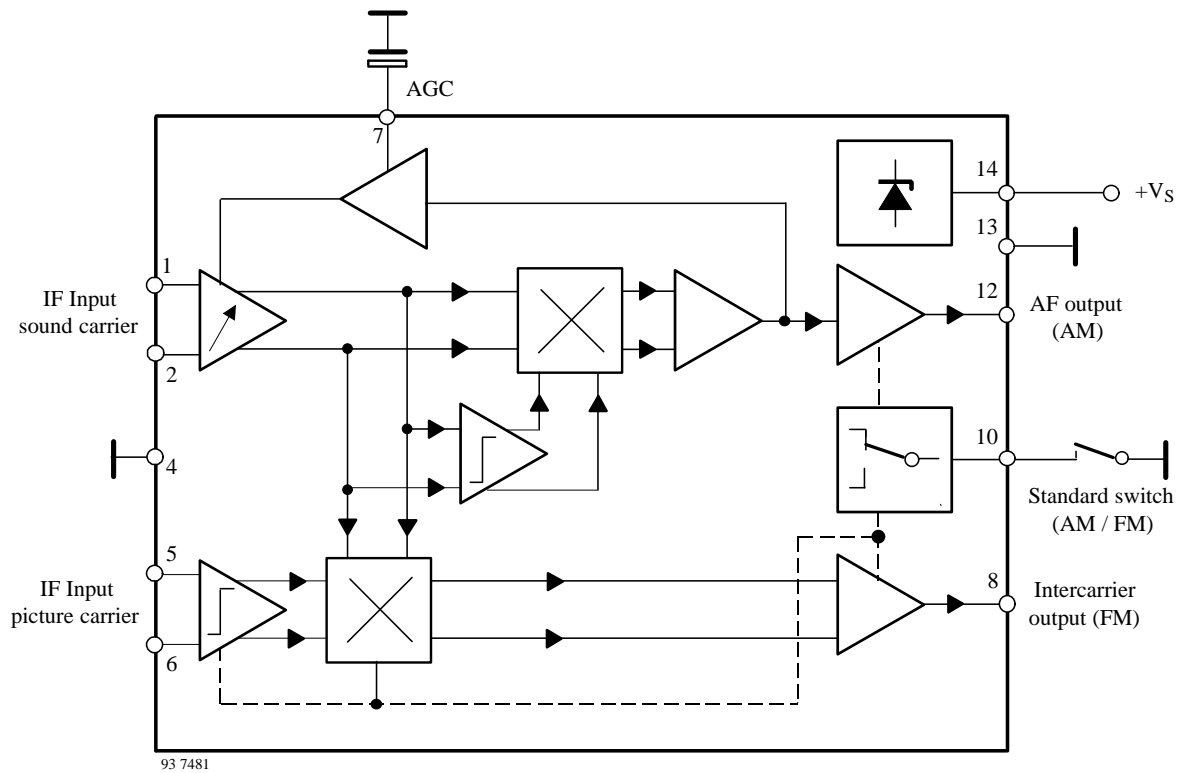 AGC
7
14
+VS
13
1
IF Input
sound carrier
2
12
AF output
(AM)
4
10
Standard switch
(AM / FM)
5
IF Input
picture carrier
6
8
Intercarrier
output (FM)
93 7481